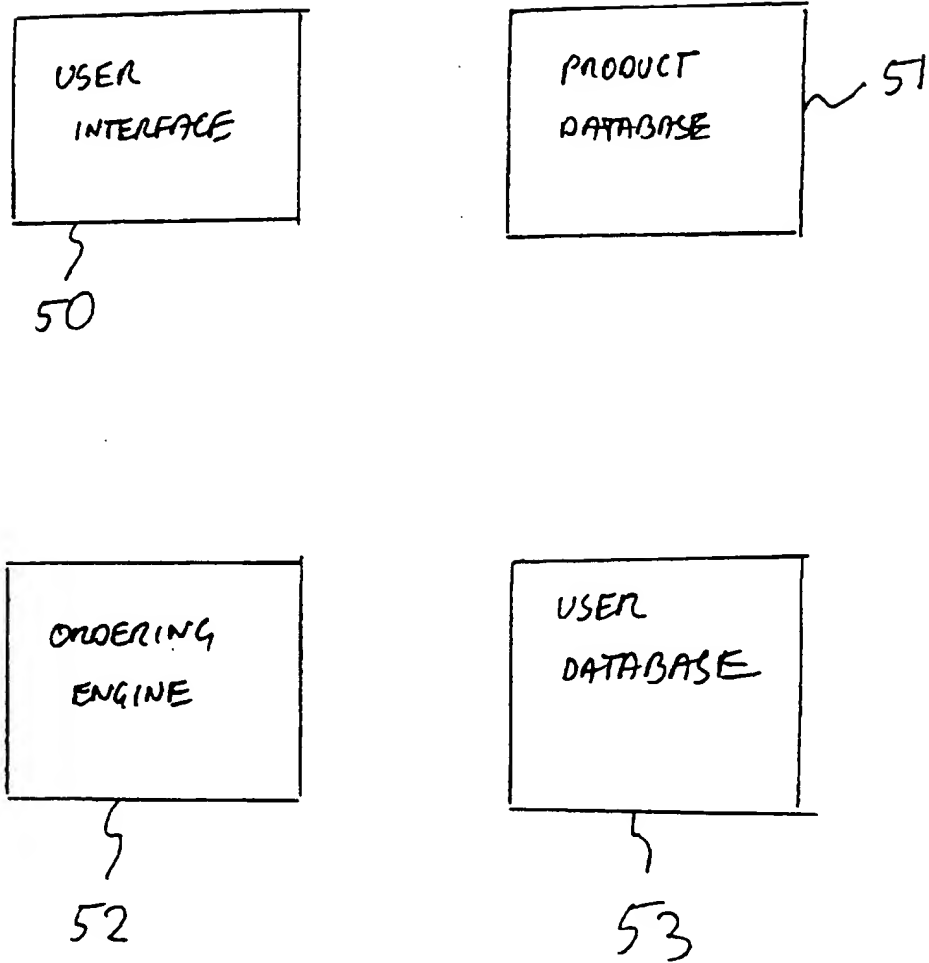 USER
INTERFACE
50
PRODUCT
DATABASE
51
ORDERING
ENGINE
52
USER
DATABASE
53